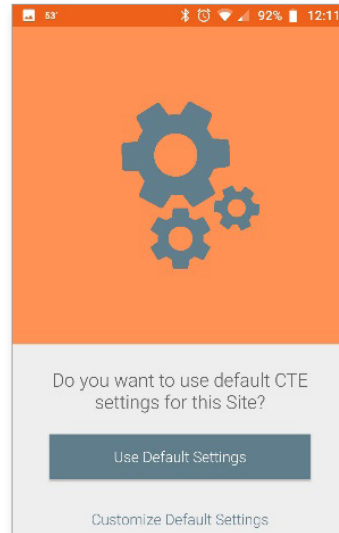 53° 92% 12:11
Do you want to use default CTE
settings for this Site?
Use Default Settings
Customize Default Settings